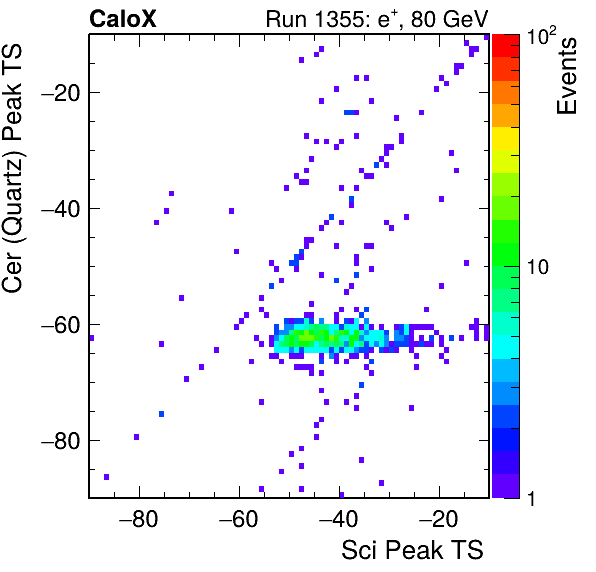 CaloX Run 1355: e⁺, 80 GeV
Cer (Quartz) Peak TS
−20
−40
−60
−80
−80 −60 −40 −20
Sci Peak TS
10²
10
1
Events